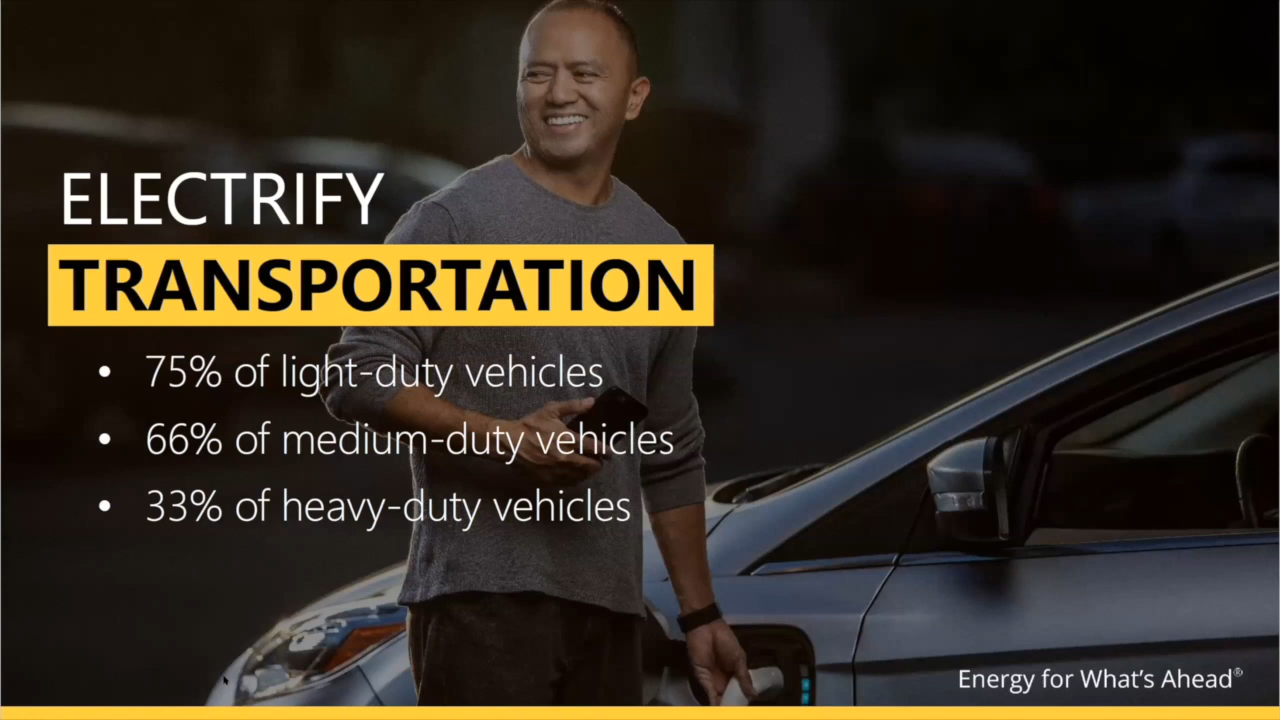 ELECTRIFY
TRANSPORTATION
• 75% of light-duty vehicles
• 66% of medium-duty vehicles
• 33% of heavy-duty vehicles
Energy for What's Ahead®